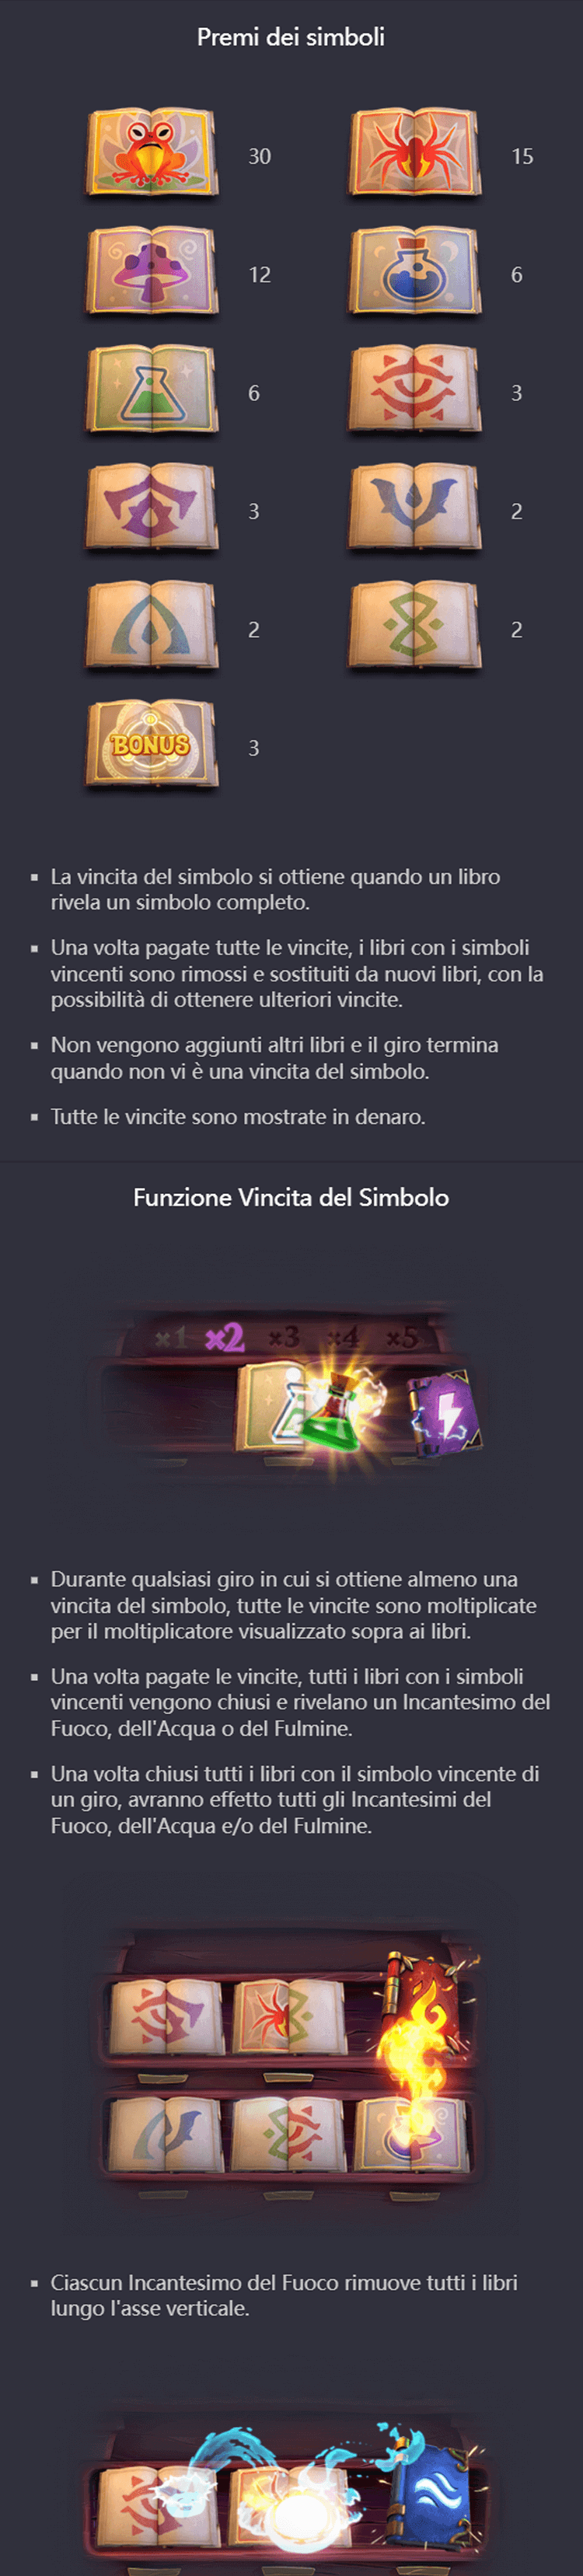 Premi dei simboli
30
15
12
6
6
3
3
2
2
2
BONUS
3
▪ La vincita del simbolo si ottiene quando un libro
rivela un simbolo completo.
▪ Una volta pagate tutte le vincite, i libri con i simboli
vincenti sono rimossi e sostituiti da nuovi libri, con la
possibilità di ottenere ulteriori vincite.
▪ Non vengono aggiunti altri libri e il giro termina
quando non vi è una vincita del simbolo.
▪ Tutte le vincite sono mostrate in denaro.
Funzione Vincita del Simbolo
x1 x2 x3 x4 x5
▪ Durante qualsiasi giro in cui si ottiene almeno una
vincita del simbolo, tutte le vincite sono moltiplicate
per il moltiplicatore visualizzato sopra ai libri.
▪ Una volta pagate le vincite, tutti i libri con i simboli
vincenti vengono chiusi e rivelano un Incantesimo del
Fuoco, dell'Acqua o del Fulmine.
▪ Una volta chiusi tutti i libri con il simbolo vincente di
un giro, avranno effetto tutti gli Incantesimi del
Fuoco, dell'Acqua e/o del Fulmine.
▪ Ciascun Incantesimo del Fuoco rimuove tutti i libri
lungo l'asse verticale.